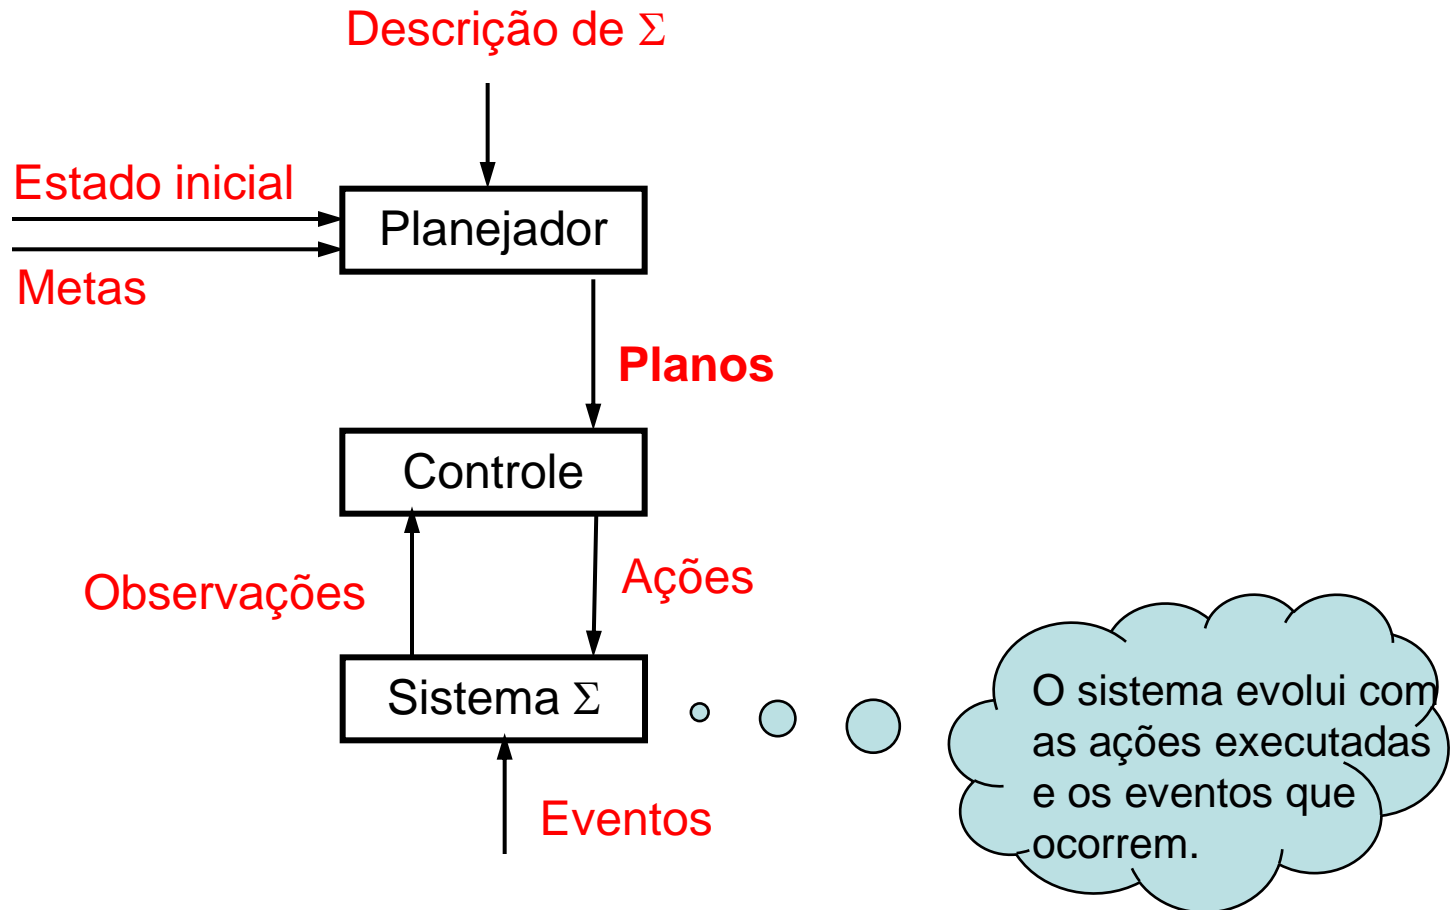 Descrição de Σ
Estado inicial
Planejador
Metas
Planos
Controle
Observações
Ações
Sistema Σ
O sistema evolui com
as ações executadas
e os eventos que
ocorrem.
Eventos